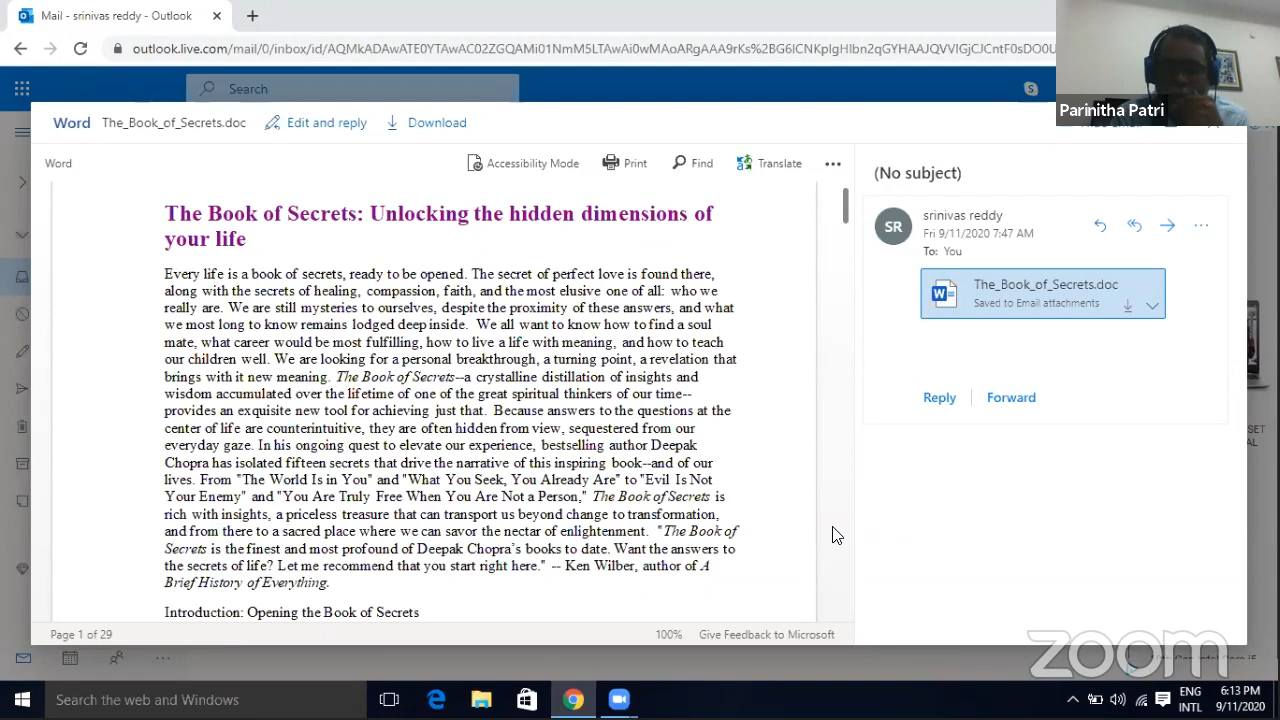 Mail - srinivas reddy - Outlook
outlook.live.com/mail/0/inbox/id/AQMkADAwATE0YTAwAC02ZGQAMi01NmM5LTAwAi0wMAoARgAAA9rKs%2BG6lCNKplgHlbn2qGYHAAJQVVlGjCJCntF0sDO0U
Parinitha Patri
Search
Word The_Book_of_Secrets.doc Edit and reply Download
Word Accessibility Mode Print Find Translate
(No subject)
The Book of Secrets: Unlocking the hidden dimensions of
your life
Every life is a book of secrets, ready to be opened. The secret of perfect love is found there,
along with the secrets of healing, compassion, faith, and the most elusive one of all: who we
really are. We are still mysteries to ourselves, despite the proximity of these answers, and what
we most long to know remains lodged deep inside. We all want to know how to find a soul
mate, what career would be most fulfilling, how to live a life with meaning, and how to teach
our children well. We are looking for a personal breakthrough, a turning point, a revelation that
brings with it new meaning. The Book of Secrets--a crystalline distillation of insights and
wisdom accumulated over the lifetime of one of the great spiritual thinkers of our time--
provides an exquisite new tool for achieving just that. Because answers to the questions at the
center of life are counterintuitive, they are often hidden from view, sequestered from our
everyday gaze. In his ongoing quest to elevate our experience, bestselling author Deepak
Chopra has isolated fifteen secrets that drive the narrative of this inspiring book--and of our
lives. From "The World Is in You" and "What You Seek, You Already Are" to "Evil Is Not
Your Enemy" and "You Are Truly Free When You Are Not a Person," The Book of Secrets is
rich with insights, a priceless treasure that can transport us beyond change to transformation,
and from there to a sacred place where we can savor the nectar of enlightenment. "The Book of
Secrets is the finest and most profound of Deepak Chopra's books to date. Want the answers to
the secrets of life? Let me recommend that you start right here." -- Ken Wilber, author of A
Brief History of Everything.
Introduction: Opening the Book of Secrets
SR
srinivas reddy
Fri 9/11/2020 7:47 AM
To: You
The_Book_of_Secrets.doc
Saved to Email attachments
Reply Forward
Page 1 of 29 100% Give Feedback to Microsoft
zoom
Search the web and Windows
ENG
INTL
6:13 PM
9/11/2020